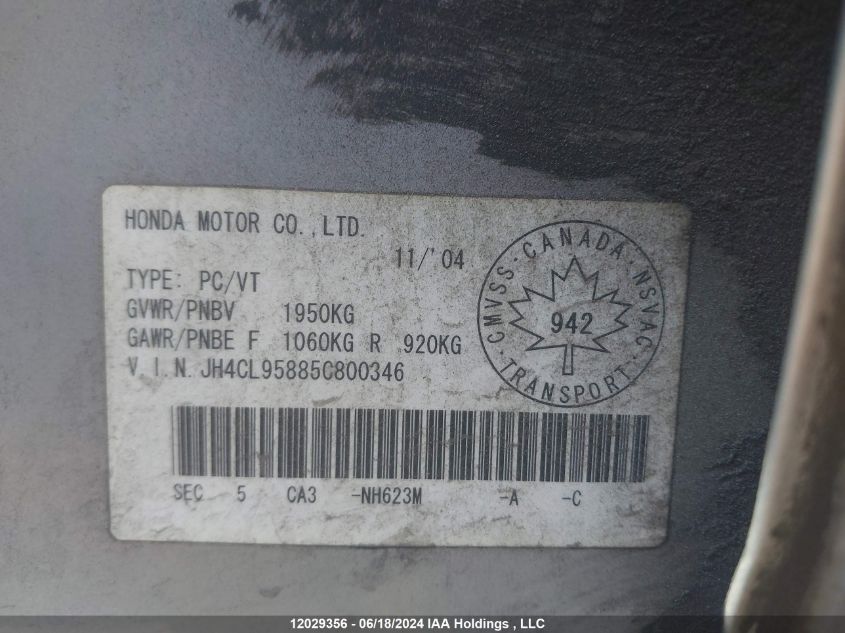 HONDA MOTOR CO.,LTD.
11/'04
TYPE: PC/VT
GVWR/PNBV 1950KG
GAWR/PNBE F 1060KG R 920KG
V.I.N. JH4CL95885C800346
CMVSS · CANADA · NSVAC · TRANSPORT ·
942
SEC 5 CA3 -NH623M -A -C
12029356 - 06/18/2024 IAA Holdings , LLC